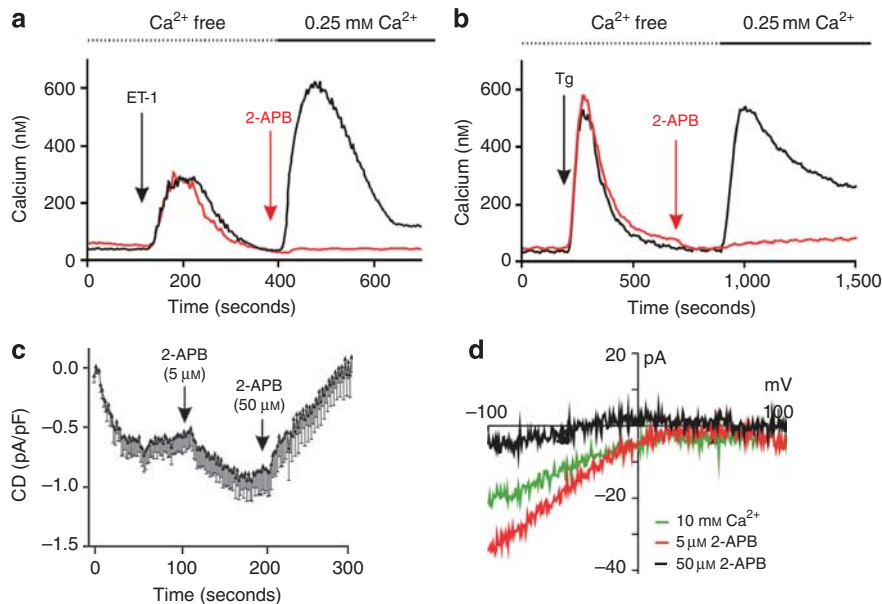 a
Ca²⁺ free
0.25 mM Ca²⁺
ET-1
2-APB
Calcium (nM)
600
400
200
0
0
200
400
600
Time (seconds)
b
Ca²⁺ free
0.25 mM Ca²⁺
Tg
2-APB
Calcium (nM)
600
400
200
0
0
500
1,000
1,500
Time (seconds)
c
2-APB
(5 µM)
2-APB
(50 µM)
CD (pA/pF)
0.0
–0.5
–1.0
–1.5
0
100
200
300
Time (seconds)
d
20
pA
mV
–100
100
–20
–40
10 mM Ca²⁺
5 µM 2-APB
50 µM 2-APB